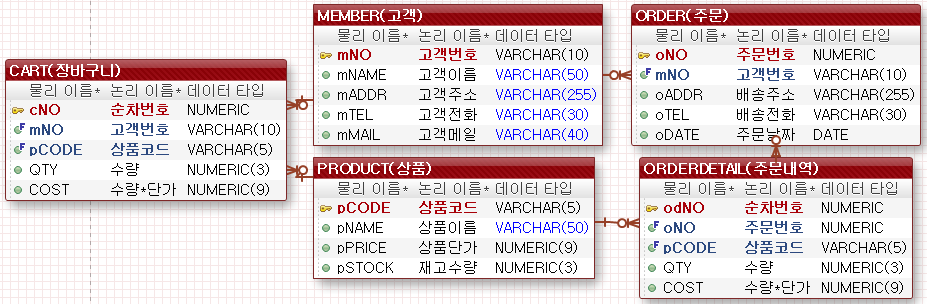 MEMBER(고객)
물리 이름* 논리 이름* 데이터 타입
mNO 고객번호 VARCHAR(10)
mNAME 고객이름 VARCHAR(50)
mADDR 고객주소 VARCHAR(255)
mTEL 고객전화 VARCHAR(30)
mMAIL 고객메일 VARCHAR(40)
ORDER(주문)
물리 이름* 논리 이름* 데이터 타입
oNO 주문번호 NUMERIC
mNO 고객번호 VARCHAR(10)
oADDR 배송주소 VARCHAR(255)
oTEL 배송전화 VARCHAR(30)
oDATE 주문날짜 DATE
CART(장바구니)
물리 이름* 논리 이름* 데이터 타입
cNO 순차번호 NUMERIC
mNO 고객번호 VARCHAR(10)
pCODE 상품코드 VARCHAR(5)
QTY 수량 NUMERIC(3)
COST 수량*단가 NUMERIC(9)
PRODUCT(상품)
물리 이름* 논리 이름* 데이터 타입
pCODE 상품코드 VARCHAR(5)
pNAME 상품이름 VARCHAR(50)
pPRICE 상품단가 NUMERIC(9)
pSTOCK 재고수량 NUMERIC(3)
ORDERDETAIL(주문내역)
물리 이름* 논리 이름* 데이터 타입
odNO 순차번호 NUMERIC
oNO 주문번호 NUMERIC
pCODE 상품코드 VARCHAR(5)
QTY 수량 NUMERIC(3)
COST 수량*단가 NUMERIC(9)